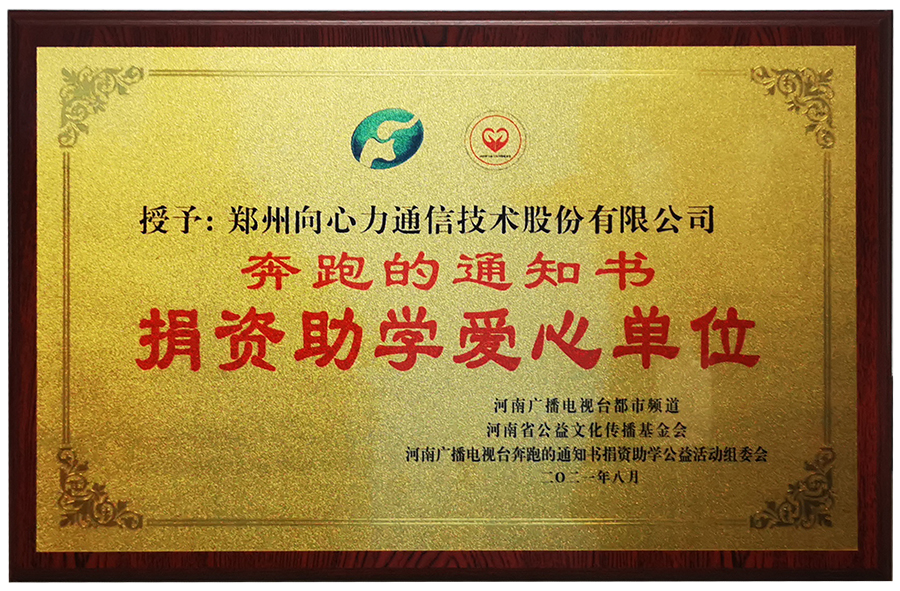 授予：郑州向心力通信技术股份有限公司
奔跑的通知书
捐资助学爱心单位
河南广播电视台都市频道
河南省公益文化传播基金会
河南广播电视台奔跑的通知书捐资助学公益活动组委会
二〇二一年八月